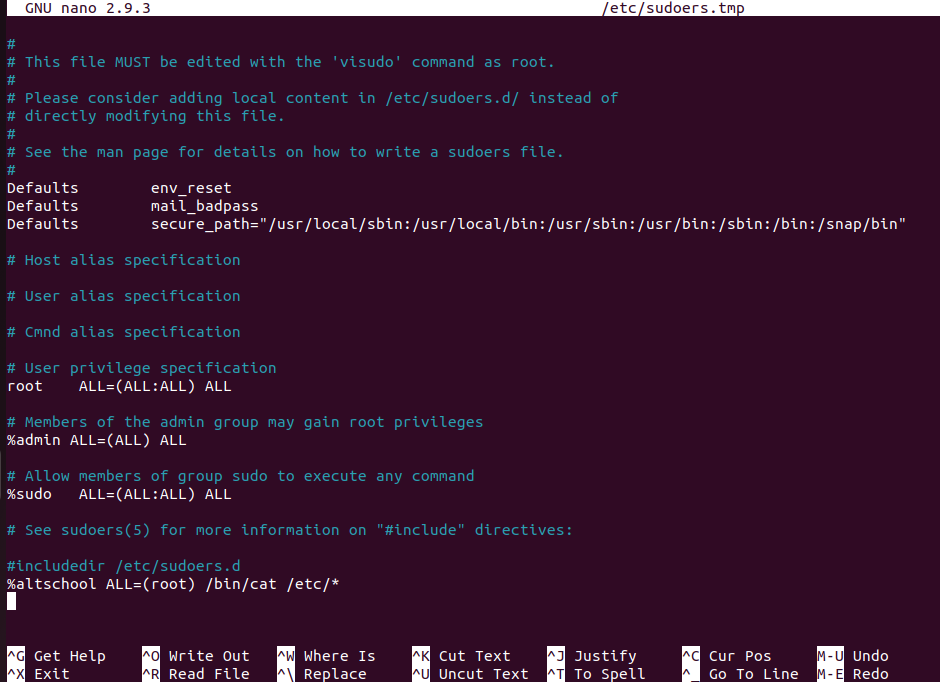 GNU nano 2.9.3 /etc/sudoers.tmp
#
# This file MUST be edited with the 'visudo' command as root.
#
# Please consider adding local content in /etc/sudoers.d/ instead of
# directly modifying this file.
#
# See the man page for details on how to write a sudoers file.
#
Defaults env_reset
Defaults mail_badpass
Defaults secure_path="/usr/local/sbin:/usr/local/bin:/usr/sbin:/usr/bin:/sbin:/bin:/snap/bin"
# Host alias specification
# User alias specification
# Cmnd alias specification
# User privilege specification
root ALL=(ALL:ALL) ALL
# Members of the admin group may gain root privileges
%admin ALL=(ALL) ALL
# Allow members of group sudo to execute any command
%sudo ALL=(ALL:ALL) ALL
# See sudoers(5) for more information on "#include" directives:
#includedir /etc/sudoers.d
%altschool ALL=(root) /bin/cat /etc/*
^G Get Help ^O Write Out ^W Where Is ^K Cut Text ^J Justify ^C Cur Pos M-U Undo
^X Exit ^R Read File ^\ Replace ^U Uncut Text ^T To Spell ^_ Go To Line M-E Redo